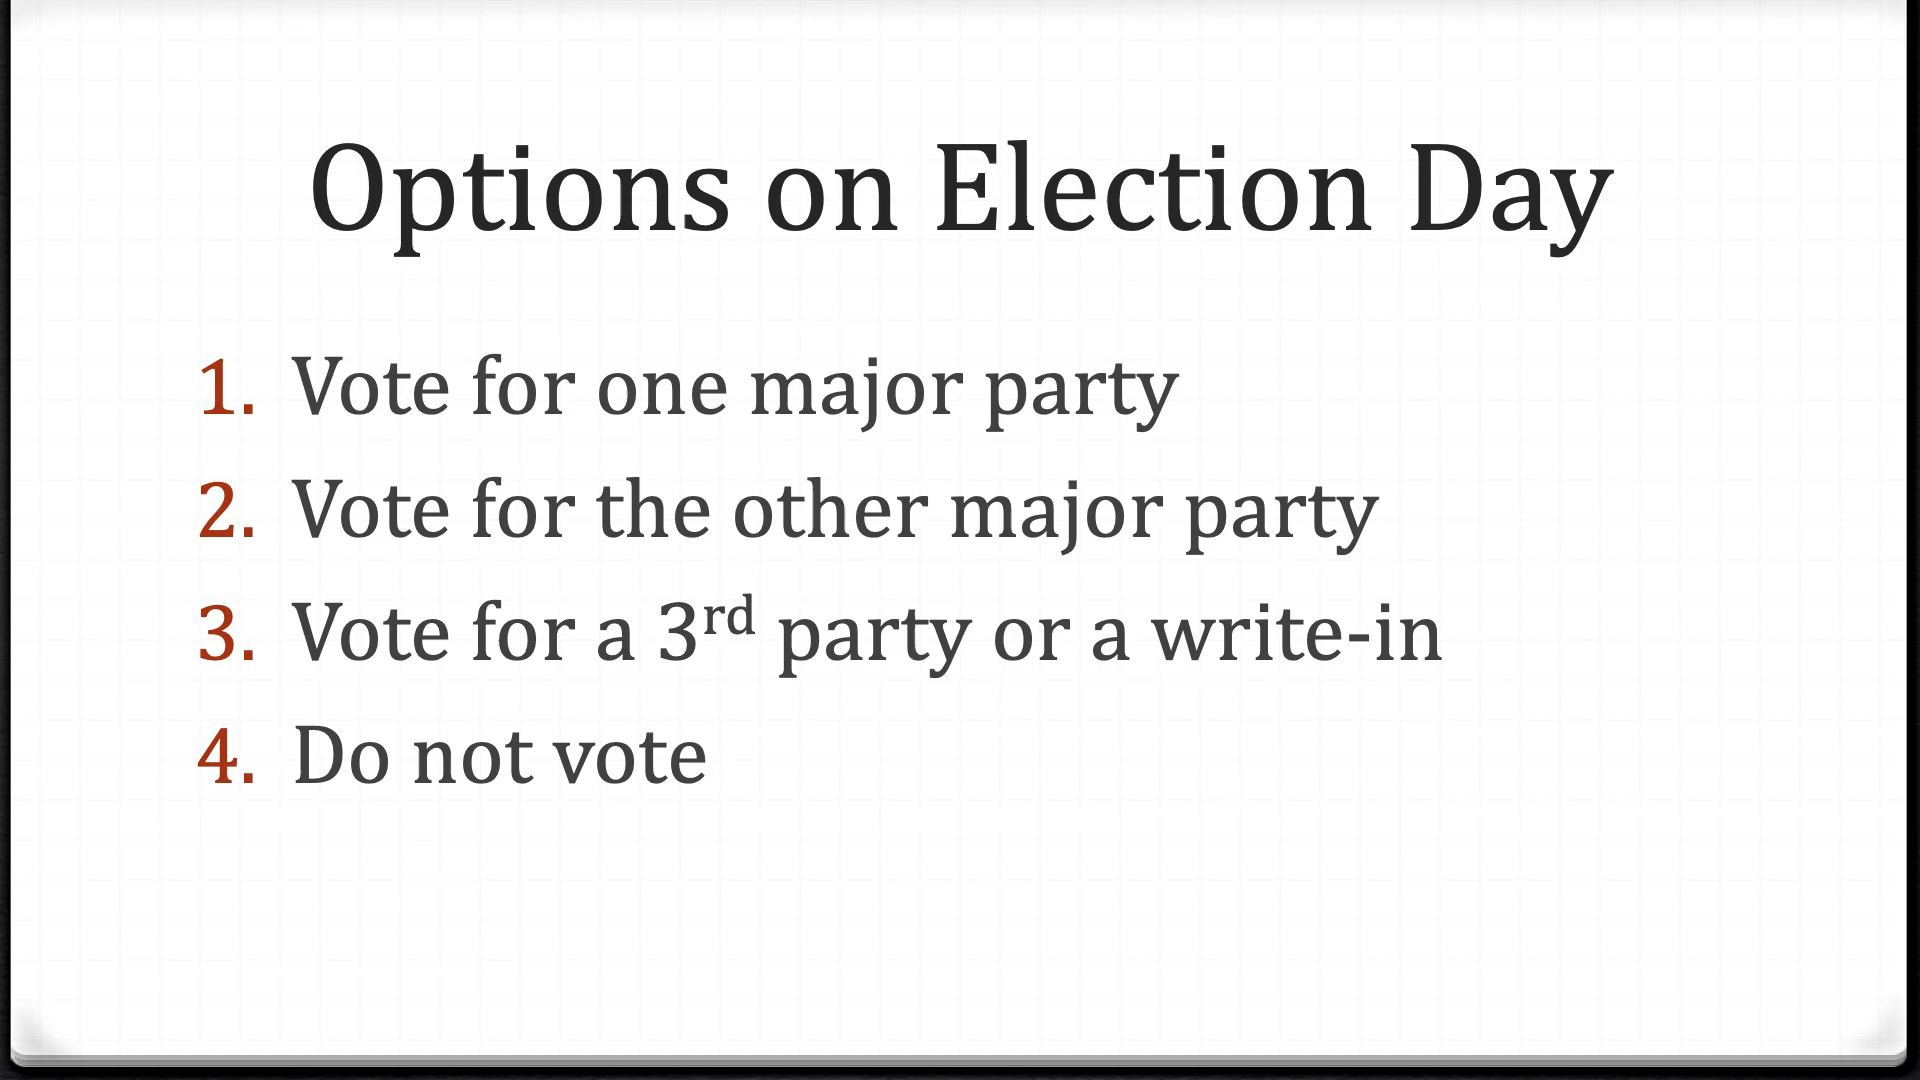 Options on Election Day
1. Vote for one major party
2. Vote for the other major party
3. Vote for a 3rd party or a write-in
4. Do not vote